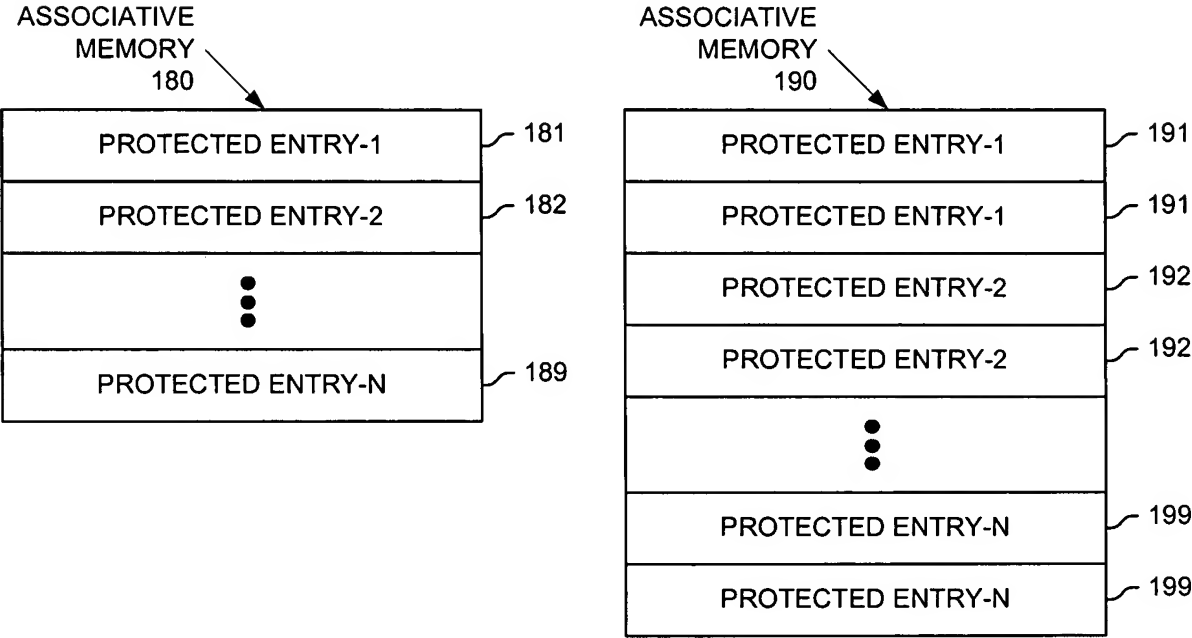 ASSOCIATIVE
MEMORY
180
PROTECTED ENTRY-1
181
PROTECTED ENTRY-2
182
PROTECTED ENTRY-N
189
ASSOCIATIVE
MEMORY
190
PROTECTED ENTRY-1
191
PROTECTED ENTRY-1
191
PROTECTED ENTRY-2
192
PROTECTED ENTRY-2
192
PROTECTED ENTRY-N
199
PROTECTED ENTRY-N
199